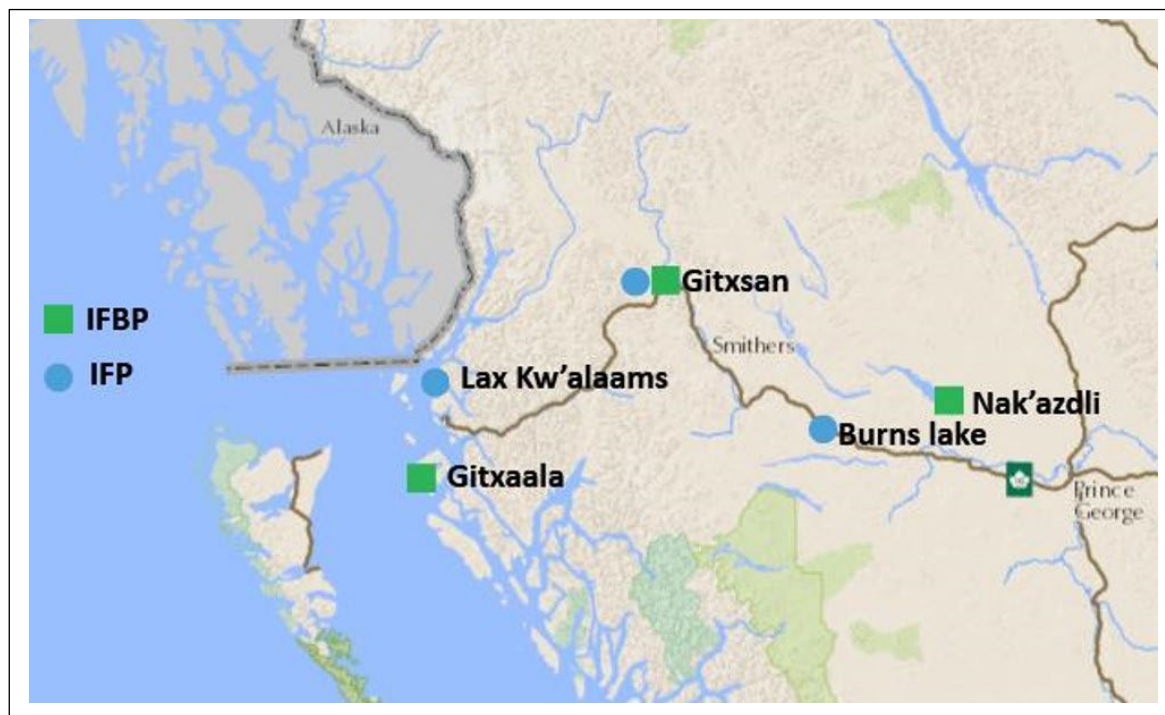 Alaska
Gitxsan
IFBP
Smithers
IFP
Lax Kw'alaams
Nak'azdli
Burns lake
Gitxaala
Prince
George